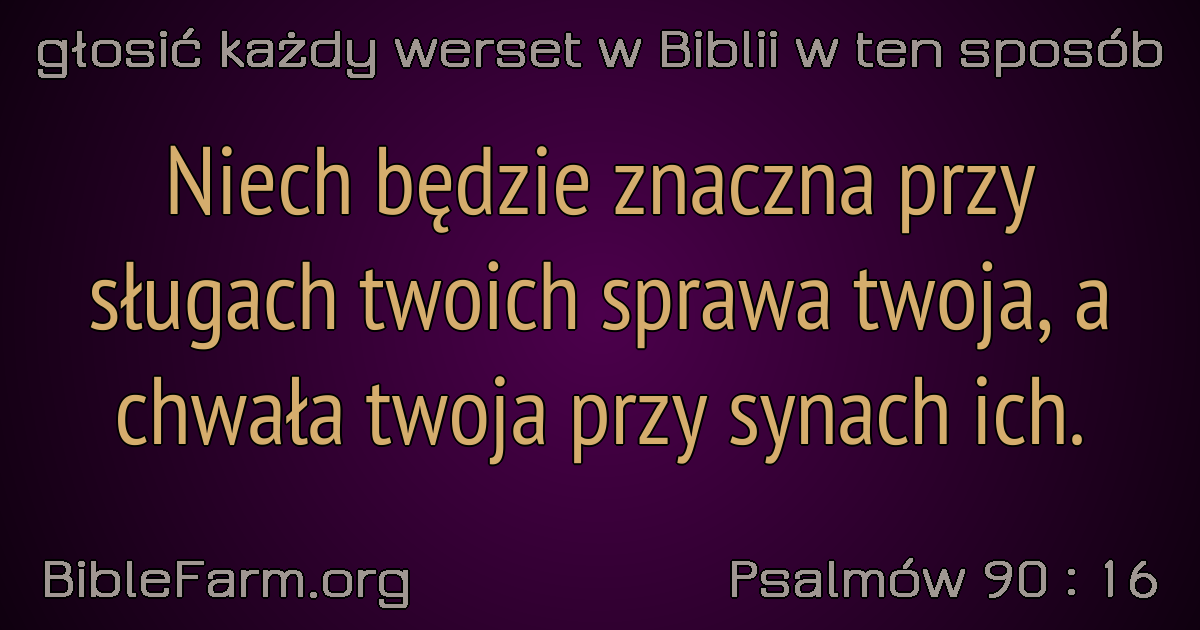 głosić każdy werset w Biblii w ten sposób
Niech będzie znaczna przy
sługach twoich sprawa twoja, a
chwała twoja przy synach ich.
BibleFarm.org
Psalmów 90 : 16